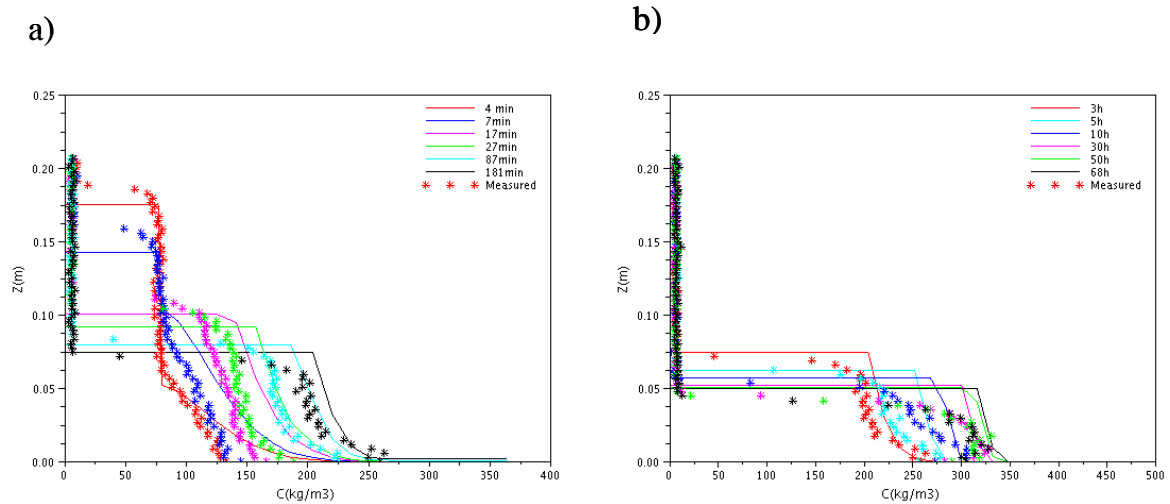 a)
b)
0.25
0.20
0.15
0.10
0.05
0.00
Z(m)
0
50
100
150
200
250
300
350
400
C(kg/m3)
4 min
7min
17min
27min
87min
181min
Measured
0.25
0.20
0.15
0.10
0.05
0.00
Z(m)
0
50
100
150
200
250
300
350
400
450
500
C(kg/m3)
3h
5h
10h
30h
50h
68h
Measured